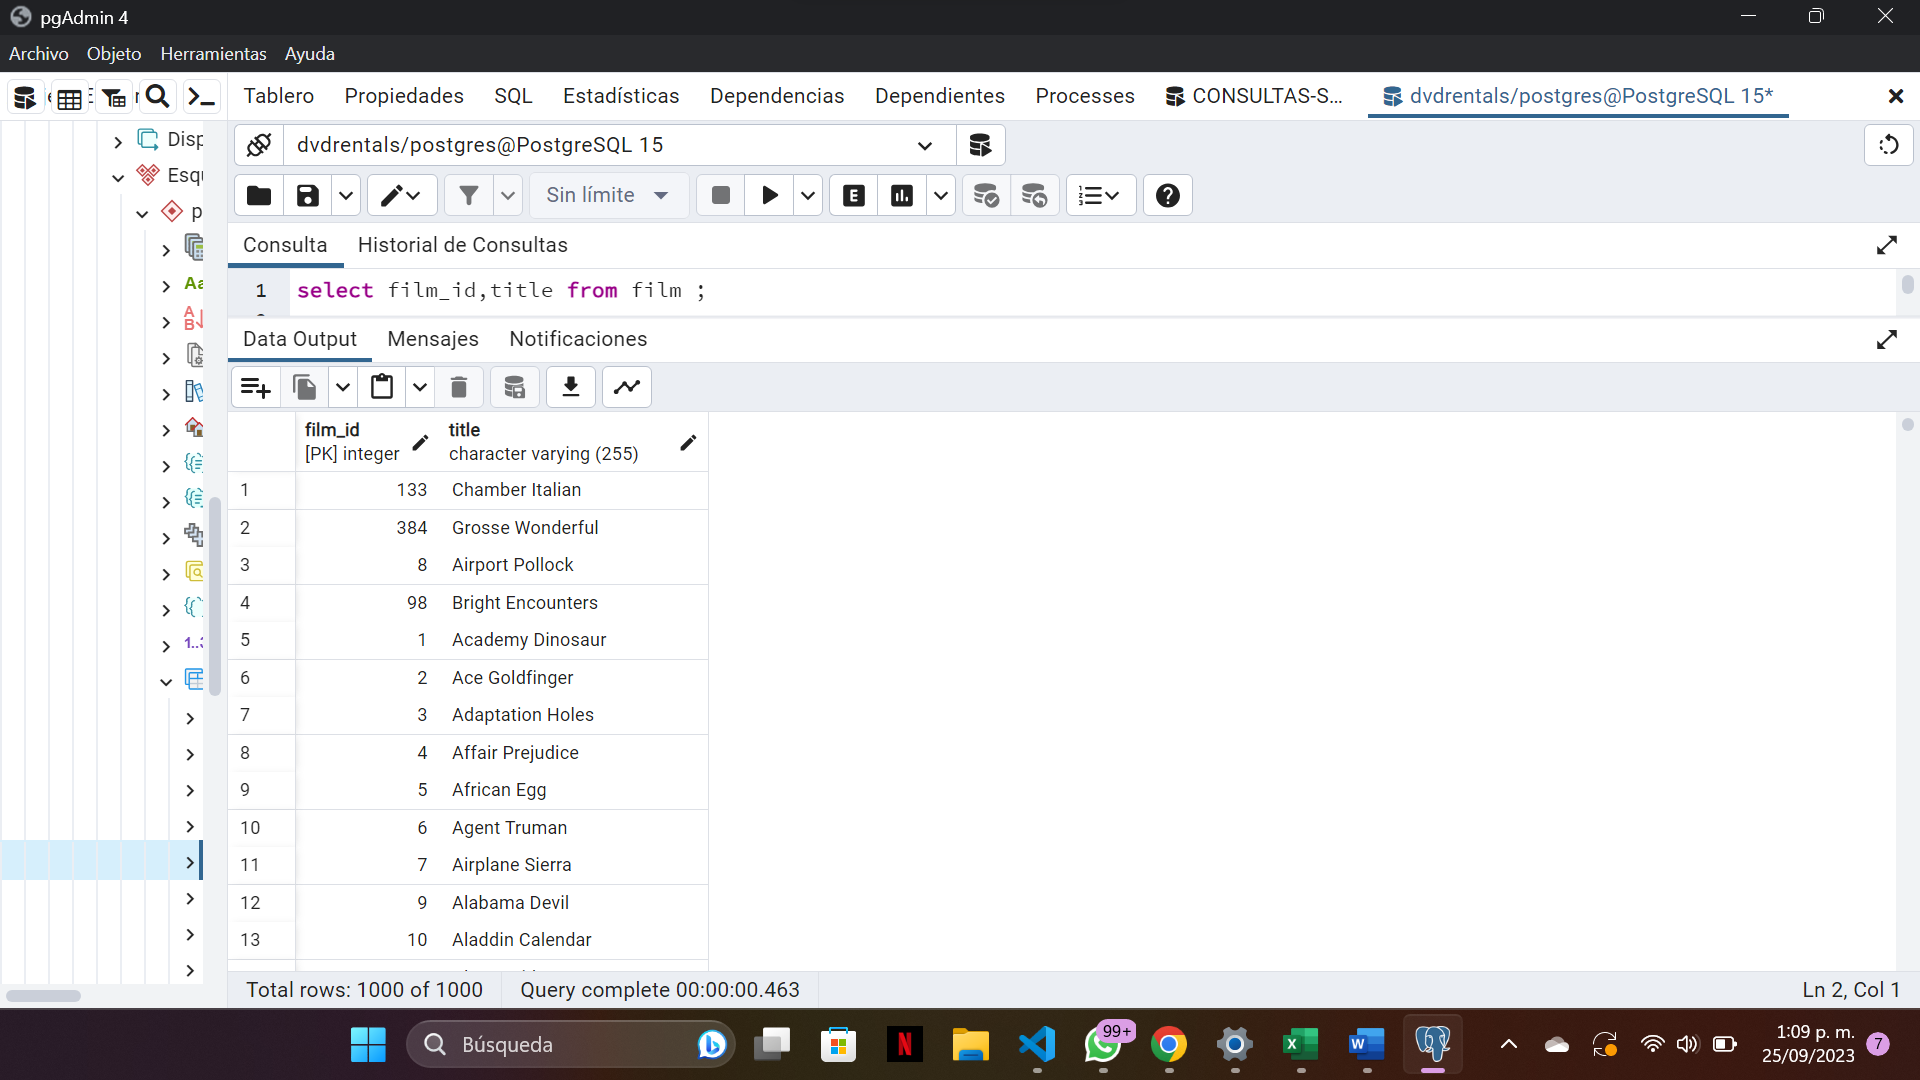 pgAdmin 4
Archivo Objeto Herramientas Ayuda
Tablero Propiedades SQL Estadísticas Dependencias Dependientes Processes CONSULTAS-S... dvdrentals/postgres@PostgreSQL 15*
dvdrentals/postgres@PostgreSQL 15
Sin límite
Consulta Historial de Consultas
1 select film_id,title from film ;
Data Output Mensajes Notificaciones
film_id title
[PK] integer character varying (255)
1 133 Chamber Italian
2 384 Grosse Wonderful
3 8 Airport Pollock
4 98 Bright Encounters
5 1 Academy Dinosaur
6 2 Ace Goldfinger
7 3 Adaptation Holes
8 4 Affair Prejudice
9 5 African Egg
10 6 Agent Truman
11 7 Airplane Sierra
12 9 Alabama Devil
13 10 Aladdin Calendar
Total rows: 1000 of 1000 Query complete 00:00:00.463 Ln 2, Col 1
Búsqueda 99+ 1:09 p. m.
25/09/2023 7